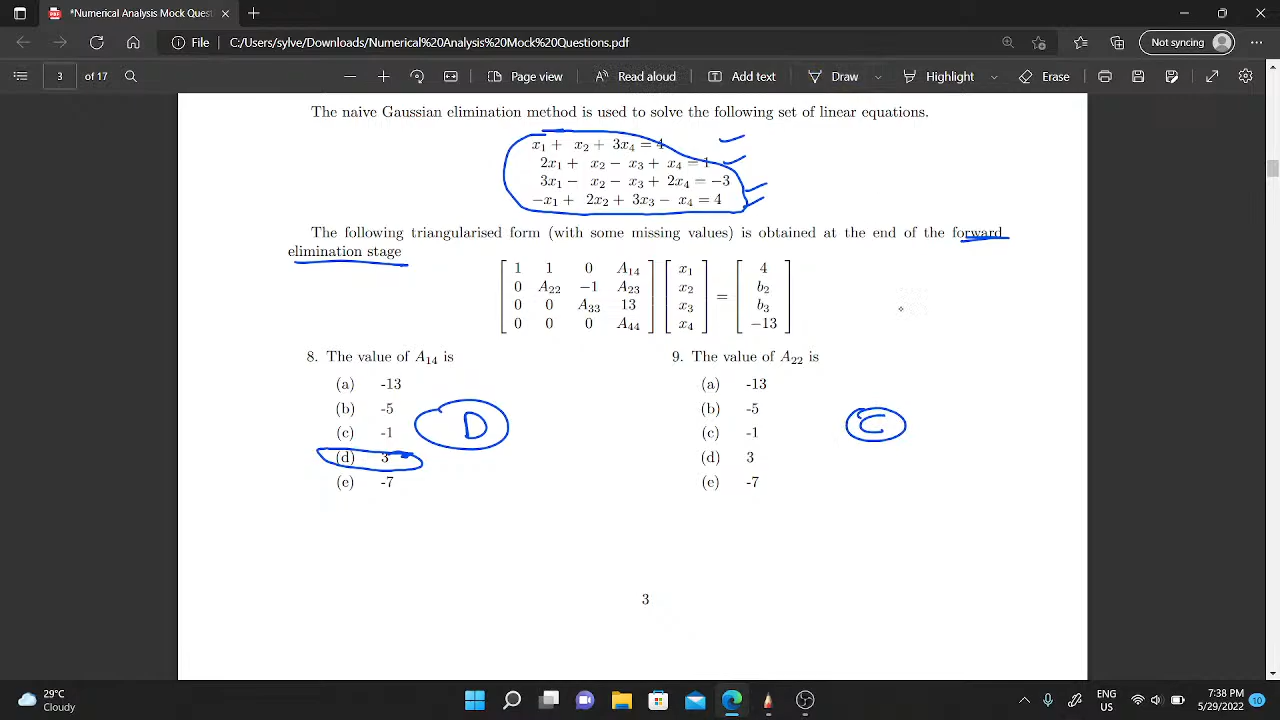 *Numerical Analysis Mock Quest
File C:/Users/sylve/Downloads/Numerical%20Analysis%20Mock%20Questions.pdf Not syncing
3 of 17 Page view Read aloud Add text Draw Highlight Erase
The naive Gaussian elimination method is used to solve the following set of linear equations.
x₁ + x₂ + 3x₄ = 4
2x₁ + x₂ − x₃ + x₄ = 1
3x₁ − x₂ − x₃ + 2x₄ = −3
−x₁ + 2x₂ + 3x₃ − x₄ = 4
The following triangularised form (with some missing values) is obtained at the end of the forward
elimination stage
1 1 0 A₁₄ x₁ 4
0 A₂₂ −1 A₂₃ x₂ = b₂
0 0 A₃₃ 13 x₃ b₃
0 0 0 A₄₄ x₄ −13
8. The value of A₁₄ is
(a) -13
(b) -5
(c) -1
(d) 3
(e) -7
D
9. The value of A₂₂ is
(a) -13
(b) -5
(c) -1
(d) 3
(e) -7
C
3
29°C
Cloudy
ENG
US
7:38 PM
5/29/2022
10